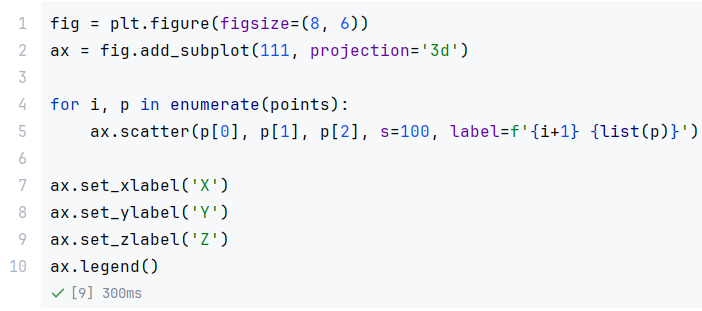 1 fig = plt.figure(figsize=(8, 6))
2 ax = fig.add_subplot(111, projection='3d')
3
4 for i, p in enumerate(points):
5     ax.scatter(p[0], p[1], p[2], s=100, label=f'{i+1} {list(p)}')
6
7 ax.set_xlabel('X')
8 ax.set_ylabel('Y')
9 ax.set_zlabel('Z')
10 ax.legend()
[9] 300ms